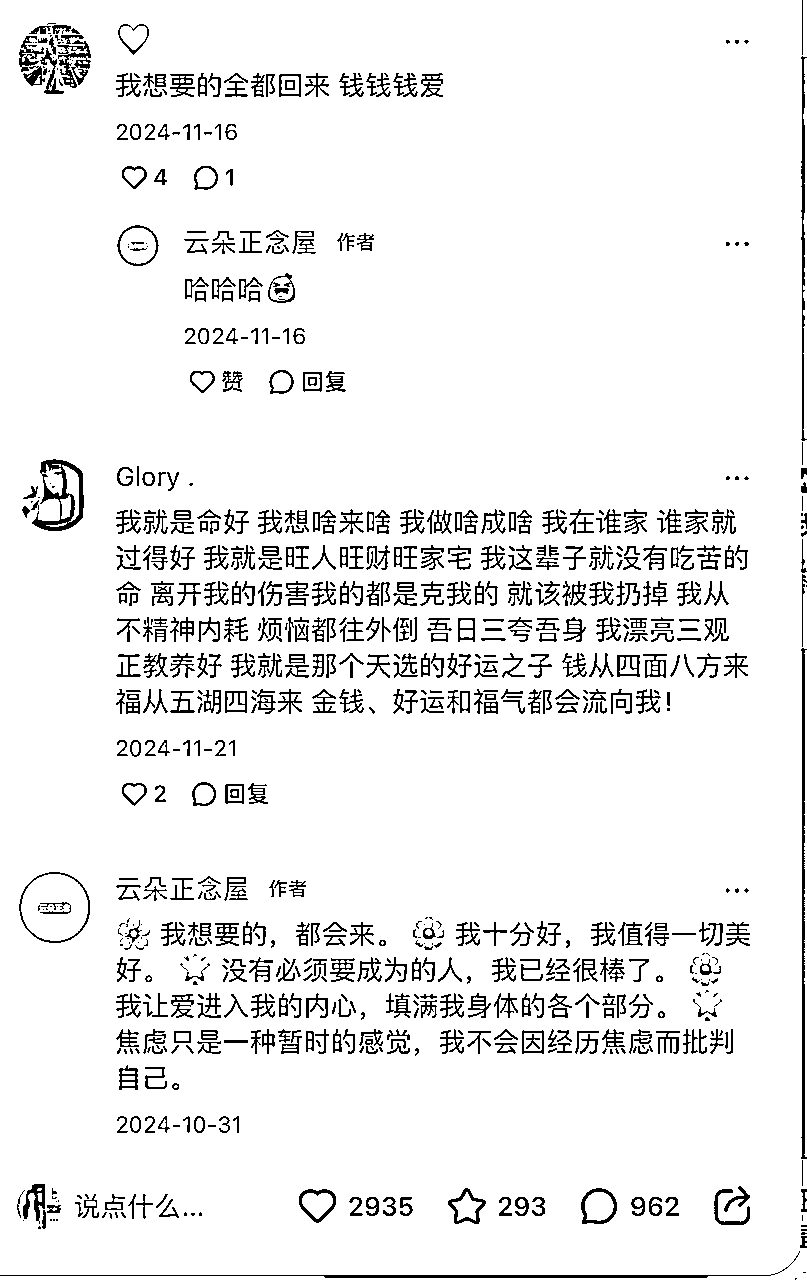 ♡
我想要的全都回来 钱钱钱爱
2024-11-16
4 1
云朵正念屋 作者
哈哈哈
2024-11-16
赞 回复
Glory .
我就是命好 我想啥来啥 我做啥成啥 我在谁家 谁家就
过得好 我就是旺人旺财旺家宅 我这辈子就没有吃苦的
命 离开我的伤害我的都是克我的 就该被我扔掉 我从
不精神内耗 烦恼都往外倒 吾日三夸吾身 我漂亮三观
正教养好 我就是那个天选的好运之子 钱从四面八方来
福从五湖四海来 金钱、好运和福气都会流向我!
2024-11-21
2 回复
云朵正念屋 作者
🌸 我想要的，都会来。 🌼 我十分好，我值得一切美
好。 🌟 没有必须要成为的人，我已经很棒了。 🌼
我让爱进入我的内心，填满我身体的各个部分。 🌟
焦虑只是一种暂时的感觉，我不会因经历焦虑而批判
自己。
2024-10-31
说点什么... 2935 293 962